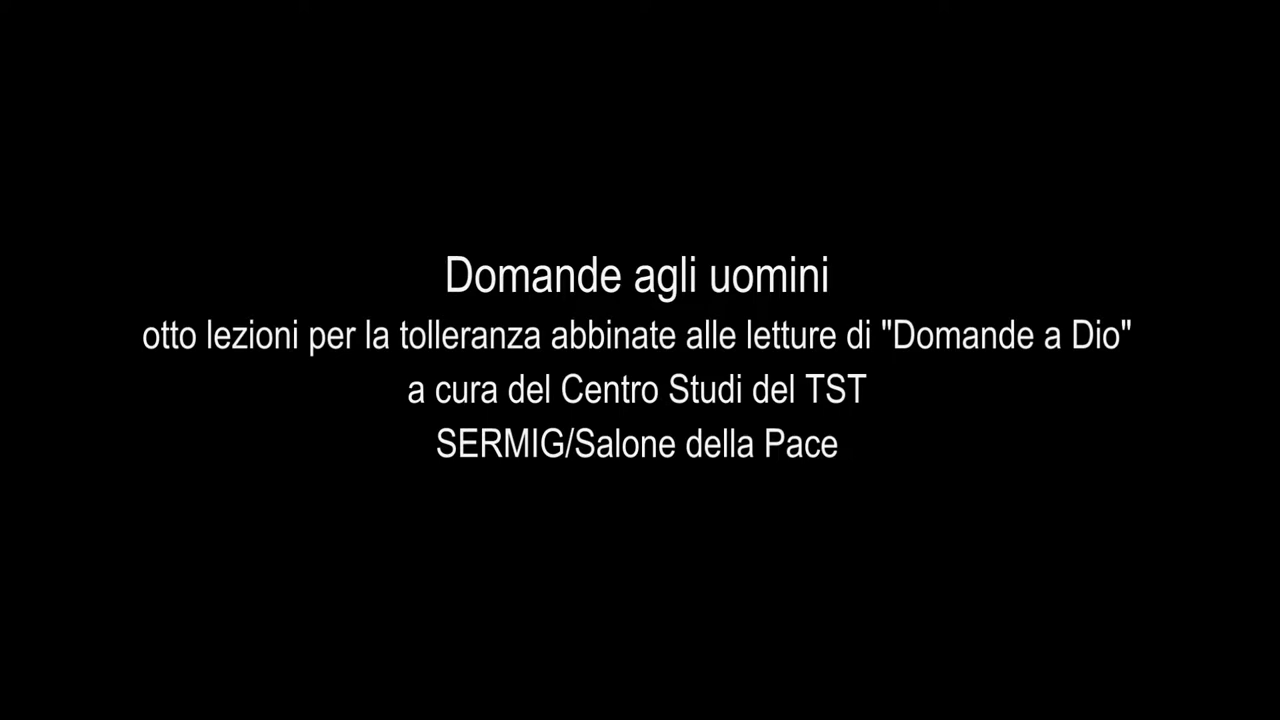 Domande agli uomini
otto lezioni per la tolleranza abbinate alle letture di "Domande a Dio"
a cura del Centro Studi del TST
SERMIG/Salone della Pace